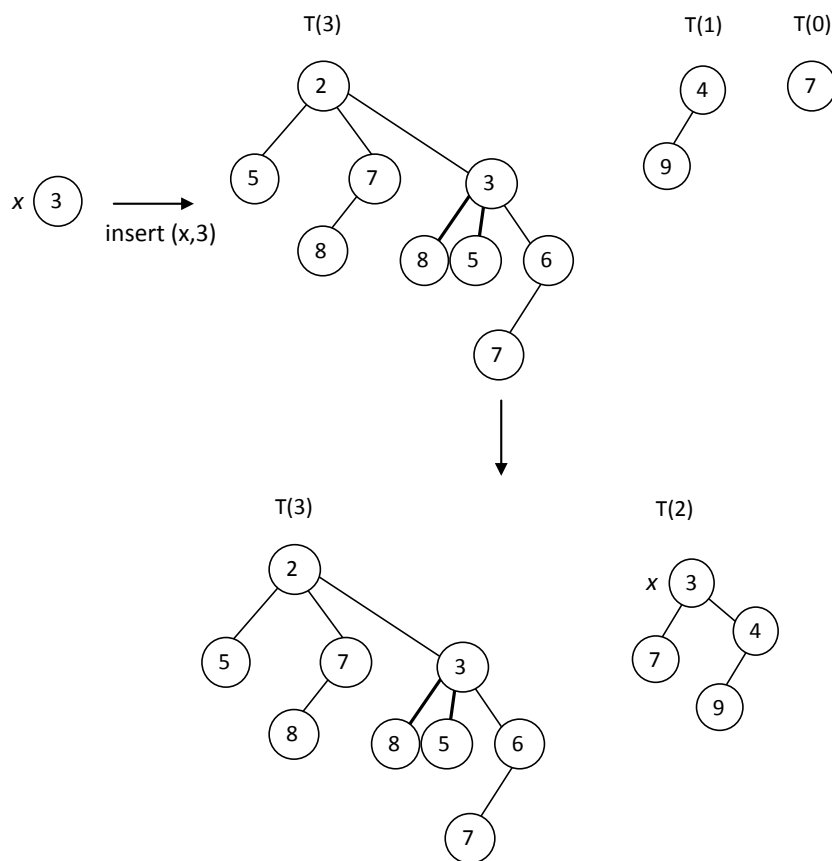 T(3) T(1) T(0)
2 4 7
5 7 3 9
x 3
insert (x,3)
8 8 5 6
7
T(3) T(2)
2 x 3
5 7 3 7 4
8 8 5 6 9
7